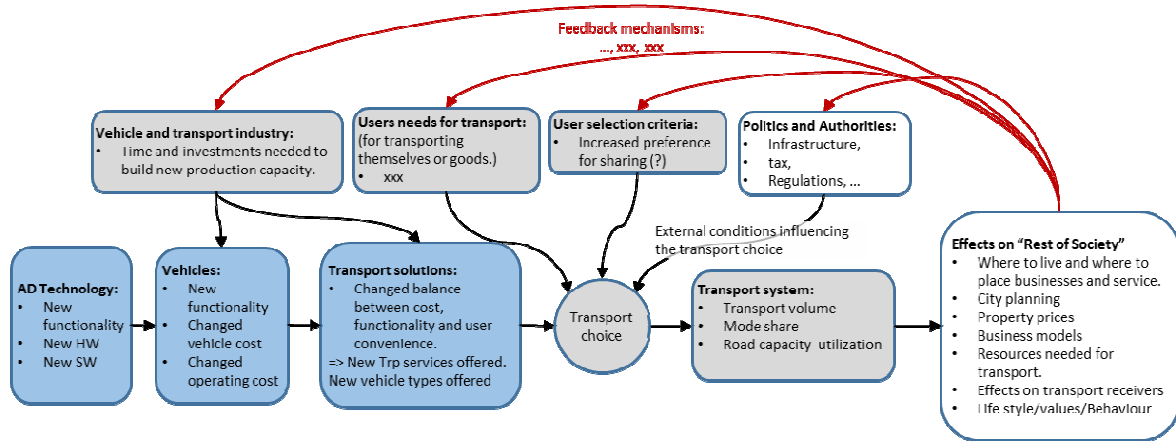 Feedback mechanisms:
..., xxx, xxx
Vehicle and transport industry:
• Time and investments needed to
build new production capacity.
Users needs for transport:
(for transporting
themselves or goods.)
• xxx
User selection criteria:
• Increased preference
for sharing (?)
Politics and Authorities:
• Infrastructure,
• tax,
• Regulations, ...
External conditions influencing
the transport choice
AD Technology:
• New
functionality
• New HW
• New SW
Vehicles:
• New
functionality
• Changed
vehicle cost
• Changed
operating cost
Transport solutions:
• Changed balance
between cost,
functionality and user
convenience.
=> New Trp services offered.
New vehicle types offered
Transport
choice
Transport system:
• Transport volume
• Mode share
• Road capacity utilization
Effects on “Rest of Society”
• Where to live and where to
place businesses and service.
• City planning
• Property prices
• Business models
• Resources needed for
transport.
• Effects on transport receivers
• Life style/values/Behaviour